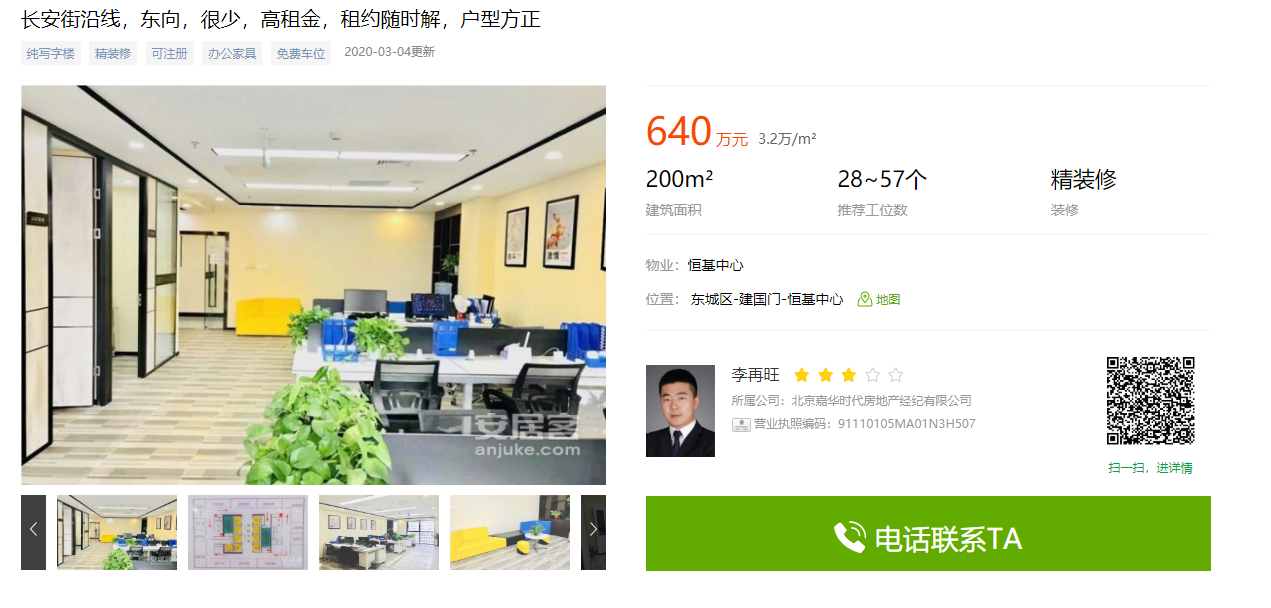 长安街沿线，东向，很少，高租金，租约随时解，户型方正
纯写字楼 精装修 可注册 办公家具 免费车位 2020-03-04更新
640万元 3.2万/m²
200m² 28~57个 精装修
建筑面积 推荐工位数 装修
物业：恒基中心
位置：东城区-建国门-恒基中心 地图
李再旺
所属公司：北京嘉华时代房地产经纪有限公司
营业执照编码：91110105MA01N3H507
扫一扫，进详情
电话联系TA
激情
安居客
anjuke.com